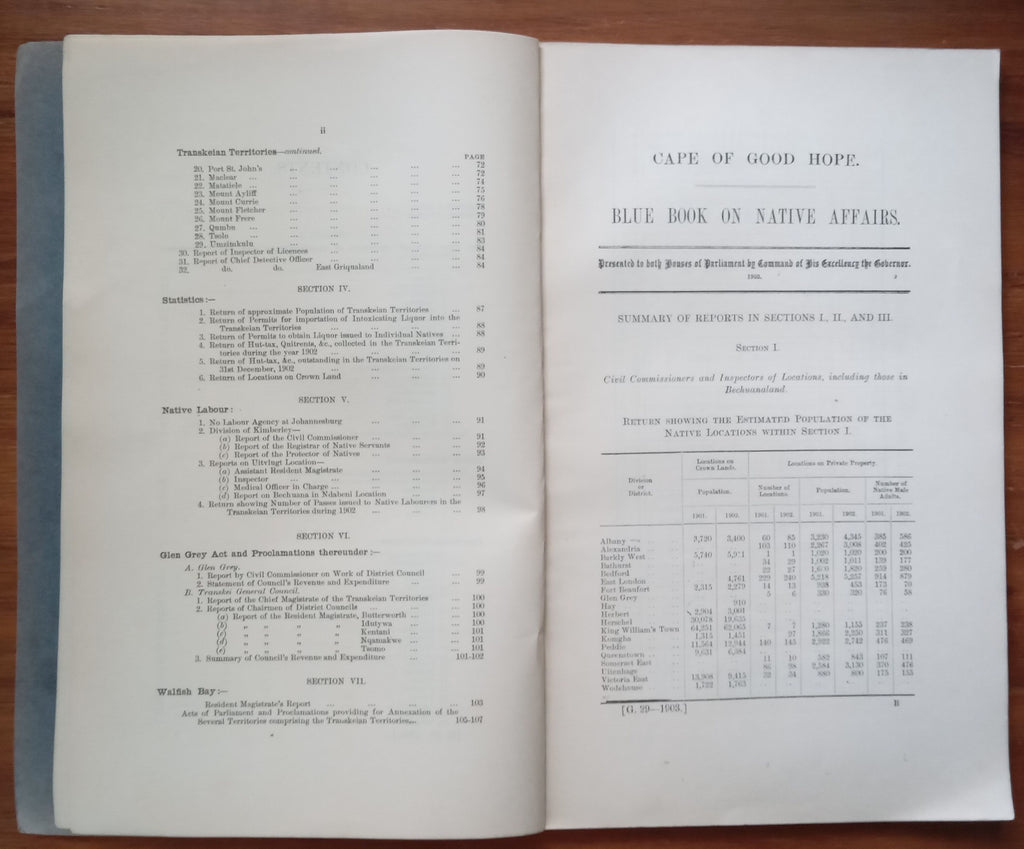 ii
Transkeian Territories—continued.
PAGE
20. Port St. John's ... ... ... ... ... 72
21. Maclear ... ... ... ... ... 72
22. Matatiele ... ... ... ... ... 74
23. Mount Ayliff ... ... ... ... ... 75
24. Mount Currie ... ... ... ... ... 76
25. Mount Fletcher ... ... ... ... ... 78
26. Mount Frere ... ... ... ... ... 79
27. Qumbu ... ... ... ... ... 80
28. Tsolo ... ... ... ... ... 81
29. Umzimkulu ... ... ... ... ... 83
30. Report of Inspector of Licences ... ... ... ... 84
31. Report of Chief Detective Officer ... ... ... ... 84
32. do. do. East Griqualand ... ... 84
SECTION IV.
Statistics :—
1. Return of approximate Population of Transkeian Territories ... 87
2. Return of Permits for importation of Intoxicating Liquor into the
Transkeian Territories ... ... ... ... 88
3. Return of Permits to obtain Liquor issued to Individual Natives ... 88
4. Return of Hut-tax, Quitrents, &c., collected in the Transkeian Terri-
tories during the year 1902 ... ... ... ... 89
5. Return of Hut-tax, &c., outstanding in the Transkeian Territories on
31st December, 1902 ... ... ... ... 89
6. Return of Locations on Crown Land ... ... ... 90
SECTION V.
Native Labour :
1. No Labour Agency at Johannesburg ... ... ... 91
2. Division of Kimberley—
(a) Report of the Civil Commissioner ... ... ... 91
(b) Report of the Registrar of Native Servants ... ... 92
(c) Report of the Protector of Natives ... ... ... 93
3. Reports on Uitvlugt Location—
(a) Assistant Resident Magistrate ... ... ... 94
(b) Inspector ... ... ... ... ... 95
(c) Medical Officer in Charge ... ... ... ... 96
(d) Report on Bechuana in Ndabeni Location ... ... 97
4. Return showing Number of Passes issued to Native Labourers in the
Transkeian Territories during 1902 ... ... ... 98
SECTION VI.
Glen Grey Act and Proclamations thereunder :—
A. Glen Grey.
1. Report by Civil Commissioner on Work of District Council ... 99
2. Statement of Council's Revenue and Expenditure ... ... 99
B. Transkei General Council.
1. Report of the Chief Magistrate of the Transkeian Territories ... 100
2. Reports of Chairmen of District Councils ... ... ... 100
(a) Report of the Resident Magistrate, Butterworth ... ... 100
(b) „ „ „ „ Idutywa ... 100
(c) „ „ „ „ Kentani ... 101
(d) „ „ „ „ Nqamakwe ... 101
(e) „ „ „ „ Tsomo ... 101
3. Summary of Council's Revenue and Expenditure ... ... 101-102
SECTION VII.
Walfish Bay :—
Resident Magistrate's Report ... ... ... ... 103
Acts of Parliament and Proclamations providing for Annexation of the
Several Territories comprising the Transkeian Territories... ... 105-107
CAPE OF GOOD HOPE.
BLUE BOOK ON NATIVE AFFAIRS.
Presented to both Houses of Parliament by Command of His Excellency the Governor.
1903.
SUMMARY OF REPORTS IN SECTIONS I., II., AND III.
SECTION I.
Civil Commissioners and Inspectors of Locations, including those in
Bechuanaland.
RETURN SHOWING THE ESTIMATED POPULATION OF THE
NATIVE LOCATIONS WITHIN SECTION I.
Locations on Crown Lands. Locations on Private Property.
Division or District. Population. Number of Locations. Population. Number of Native Male Adults.
1901. 1902. 1901. 1902. 1901. 1902. 1901. 1902.
Albany
Alexandria
Barkly West
Bathurst
Bedford
East London
Fort Beaufort
Glen Grey
Hay
Herbert
Herschel
King William's Town
Komgha
Peddie
Queenstown
Somerset East
Uitenhage
Victoria East
Wodehouse
[G. 29—1903.]
B